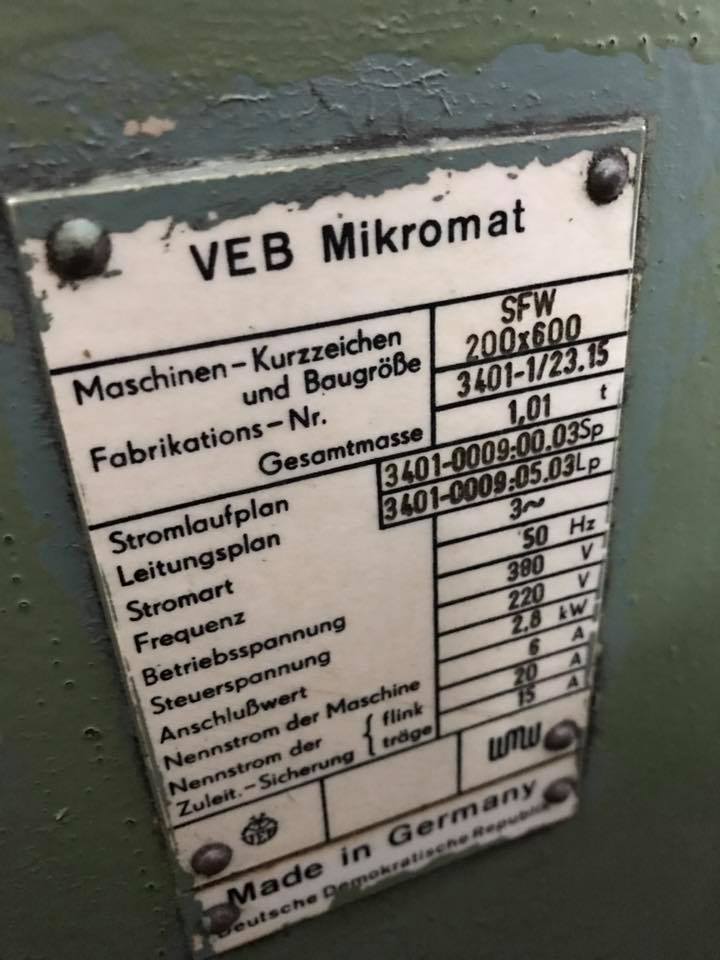 VEB Mikromat
Maschinen-Kurzzeichen und Baugröße SFW 200x600
Fabrikations-Nr. 3401-1/23.15
Gesamtmasse 1,01 t
Stromlaufplan 3401-0009:00.03Sp
Leitungsplan 3401-0009:05.03Lp
Stromart 3~
Frequenz 50 Hz
Betriebsspannung 380 V
Steuerspannung 220 V
Anschlußwert 2,8 kW
Nennstrom der Maschine 6 A
Nennstrom der Zuleit.-Sicherung { flink 20 A
träge 15 A
VEB WMW
Made in Germany
Deutsche Demokratische Republik